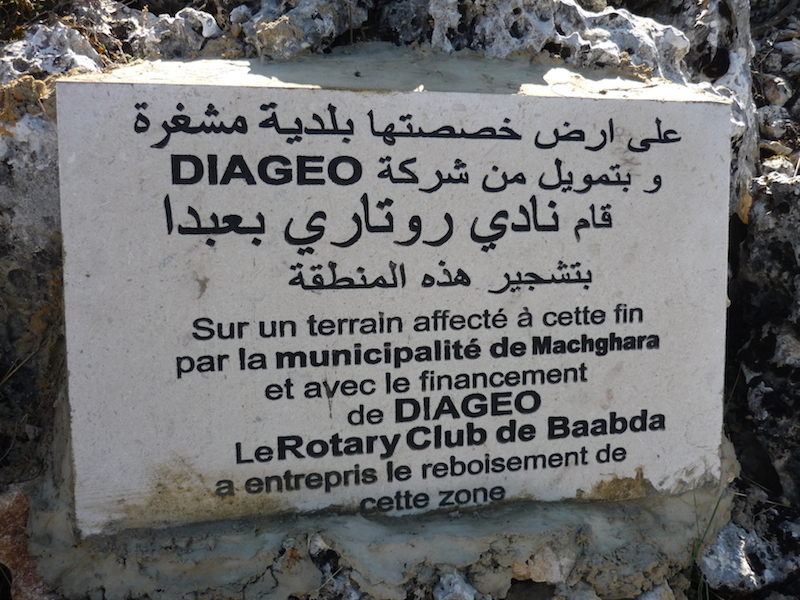 على ارض خصصتها بلدية مشغرة
و بتمويل من شركة DIAGEO
قام نادي روتاري بعبدا
بتشجير هذه المنطقة
Sur un terrain affecté à cette fin
par la municipalité de Machghara
et avec le financement
de DIAGEO
Le Rotary Club de Baabda
a entrepris le reboisement de
cette zone